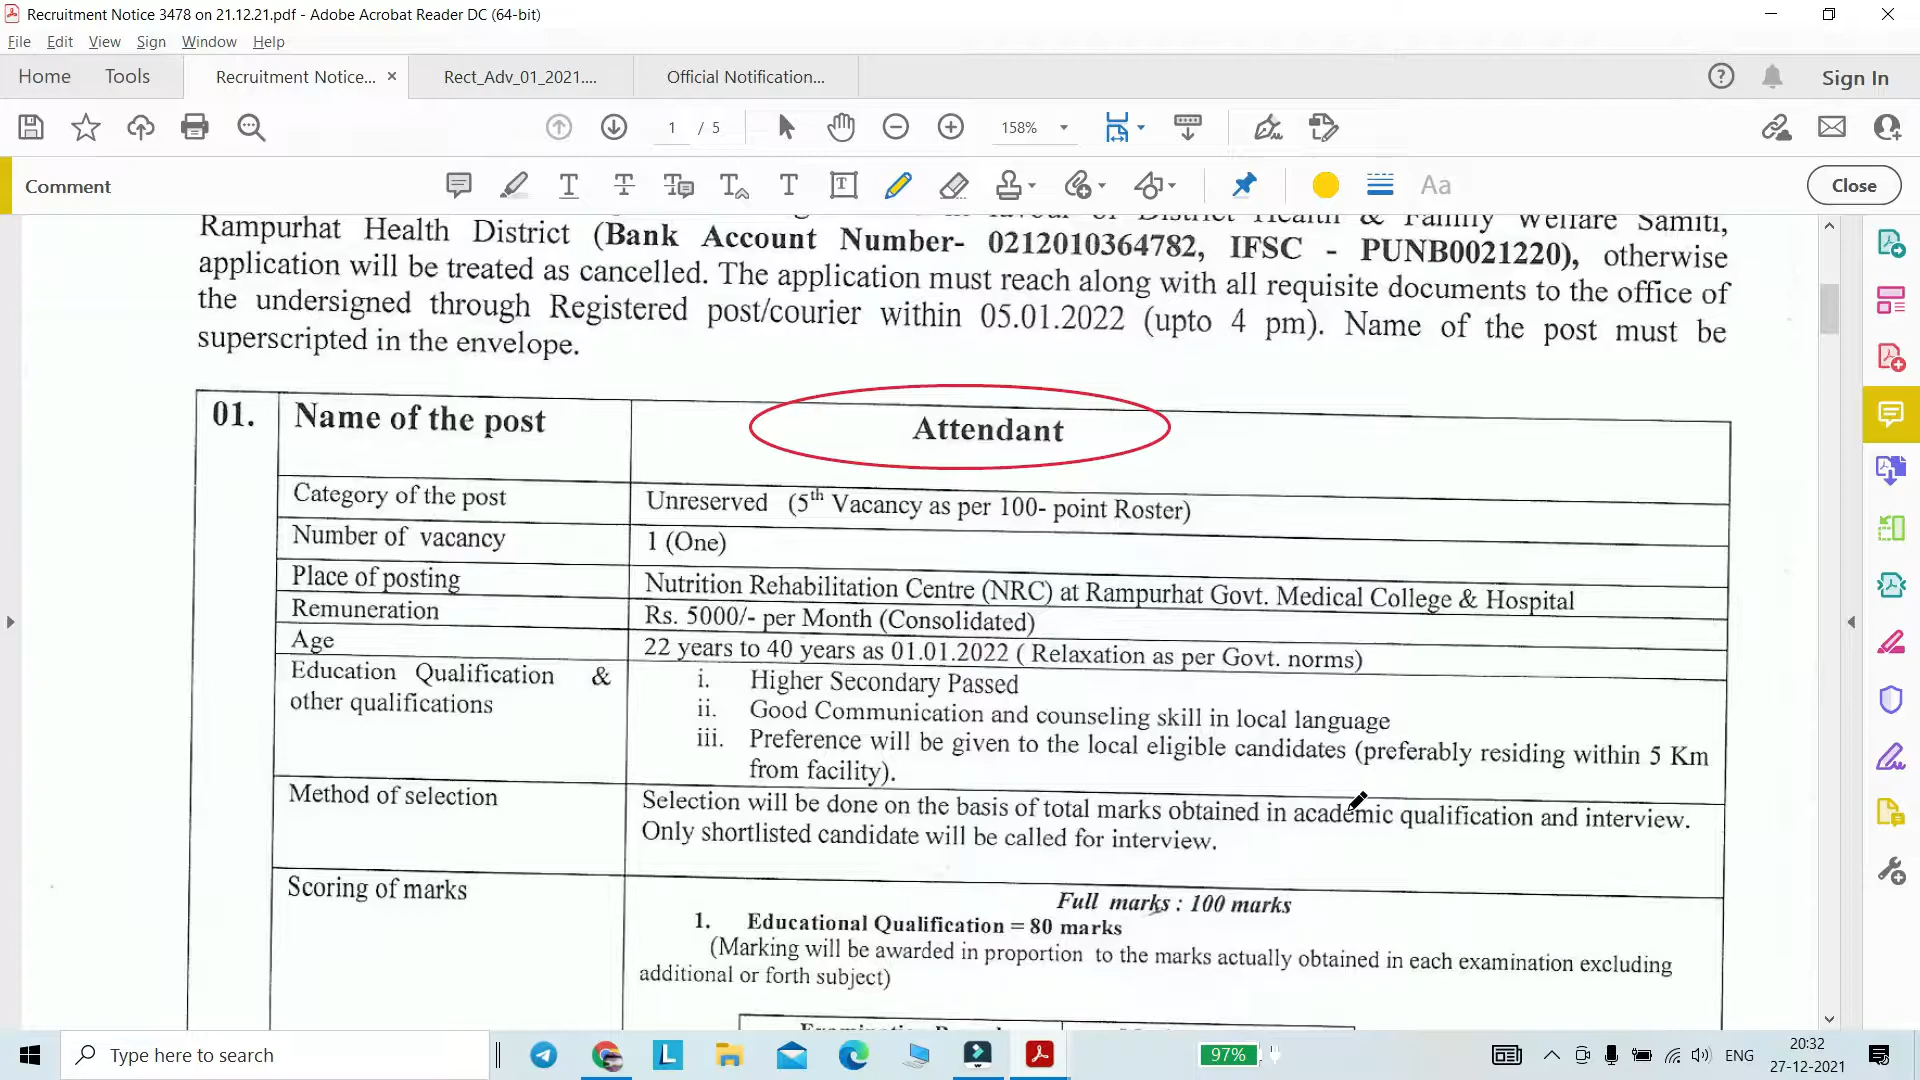 Recruitment Notice 3478 on 21.12.21.pdf - Adobe Acrobat Reader DC (64-bit)
File Edit View Sign Window Help
Home Tools Recruitment Notice... × Rect_Adv_01_2021.... Official Notification... Sign In
1 / 5 158%
Comment Close
Rampurhat Health District (Bank Account Number- 0212010364782, IFSC - PUNB0021220), otherwise
application will be treated as cancelled. The application must reach along with all requisite documents to the office of
the undersigned through Registered post/courier within 05.01.2022 (upto 4 pm). Name of the post must be
superscripted in the envelope.
01. Name of the post Attendant
Category of the post Unreserved (5th Vacancy as per 100- point Roster)
Number of vacancy 1 (One)
Place of posting Nutrition Rehabilitation Centre (NRC) at Rampurhat Govt. Medical College & Hospital
Remuneration Rs. 5000/- per Month (Consolidated)
Age 22 years to 40 years as 01.01.2022 ( Relaxation as per Govt. norms)
Education Qualification & i. Higher Secondary Passed
other qualifications ii. Good Communication and counseling skill in local language
iii. Preference will be given to the local eligible candidates (preferably residing within 5 Km
from facility).
Method of selection Selection will be done on the basis of total marks obtained in academic qualification and interview.
Only shortlisted candidate will be called for interview.
Scoring of marks Full marks : 100 marks
1. Educational Qualification = 80 marks
(Marking will be awarded in proportion to the marks actually obtained in each examination excluding
additional or forth subject)
Type here to search 97% ENG 20:32
27-12-2021